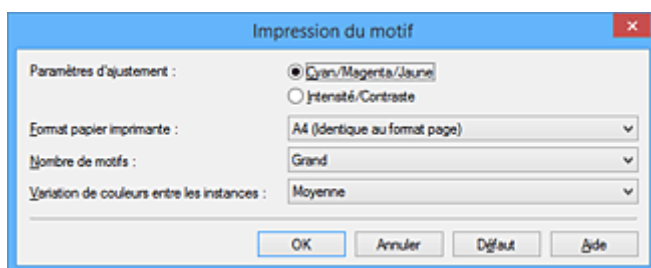 Impression du motif
Paramètres d'ajustement :
Cyan/Magenta/Jaune
Intensité/Contraste
Format papier imprimante :
A4 (Identique au format page)
Nombre de motifs :
Grand
Variation de couleurs entre les instances :
Moyenne
OK Annuler Défaut Aide